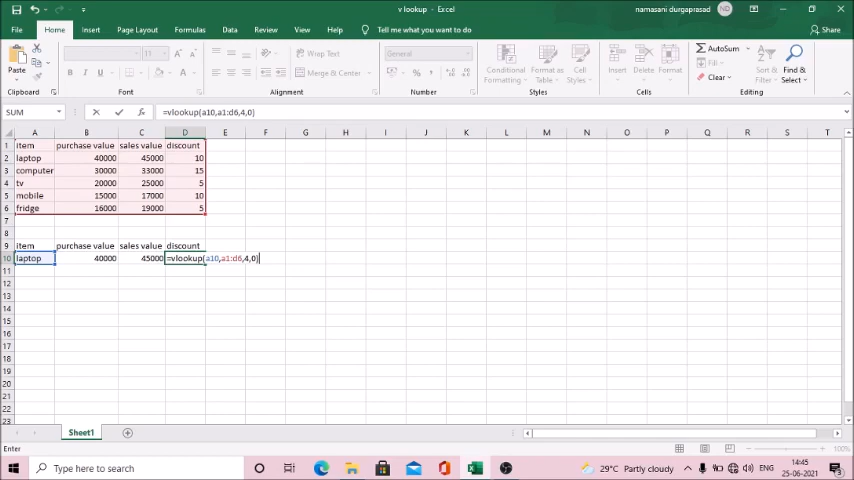 v lookup - Excel
namasani durgaprasad
ND
File Home Insert Page Layout Formulas Data Review View Help Tell me what you want to do Share
Paste
11
B I U
Wrap Text
Merge & Center
General
%
Conditional Formatting
Format as Table
Cell Styles
Insert
Delete
Format
AutoSum
Fill
Clear
Sort & Filter
Find & Select
Clipboard Font Alignment Number Styles Cells Editing
SUM =vlookup(a10,a1:d6,4,0)
A B C D E F G H I J K L M N O P Q R S T
1 item purchase value sales value discount
2 laptop 40000 45000 10
3 computer 30000 33000 15
4 tv 20000 25000 5
5 mobile 15000 17000 10
6 fridge 16000 19000 5
7
8
9 item purchase value sales value discount
10 laptop 40000 45000 =vlookup(a10,a1:d6,4,0)
11
12
13
14
15
16
17
18
19
20
21
22
23
Sheet1
Enter
100%
Type here to search
29°C Partly cloudy
ENG
14:45
25-06-2021
3